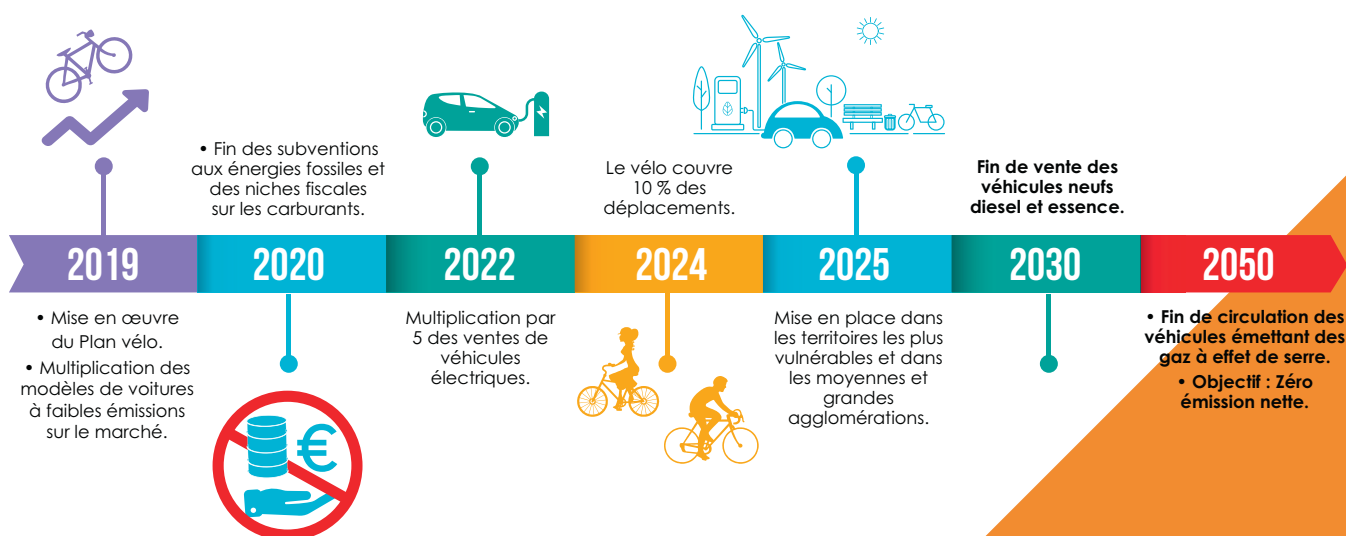 • Fin des subventions
aux énergies fossiles et
des niches fiscales
sur les carburants.
Le vélo couvre
10 % des
déplacements.
Fin de vente des
véhicules neufs
diesel et essence.
2019
2020
2022
2024
2025
2030
2050
• Mise en œuvre
du Plan vélo.
• Multiplication des
modèles de voitures
à faibles émissions
sur le marché.
€
Multiplication par
5 des ventes de
véhicules
électriques.
Mise en place dans
les territoires les plus
vulnérables et dans
les moyennes et
grandes
agglomérations.
• Fin de circulation des
véhicules émettant des
gaz à effet de serre.
• Objectif : Zéro
émission nette.